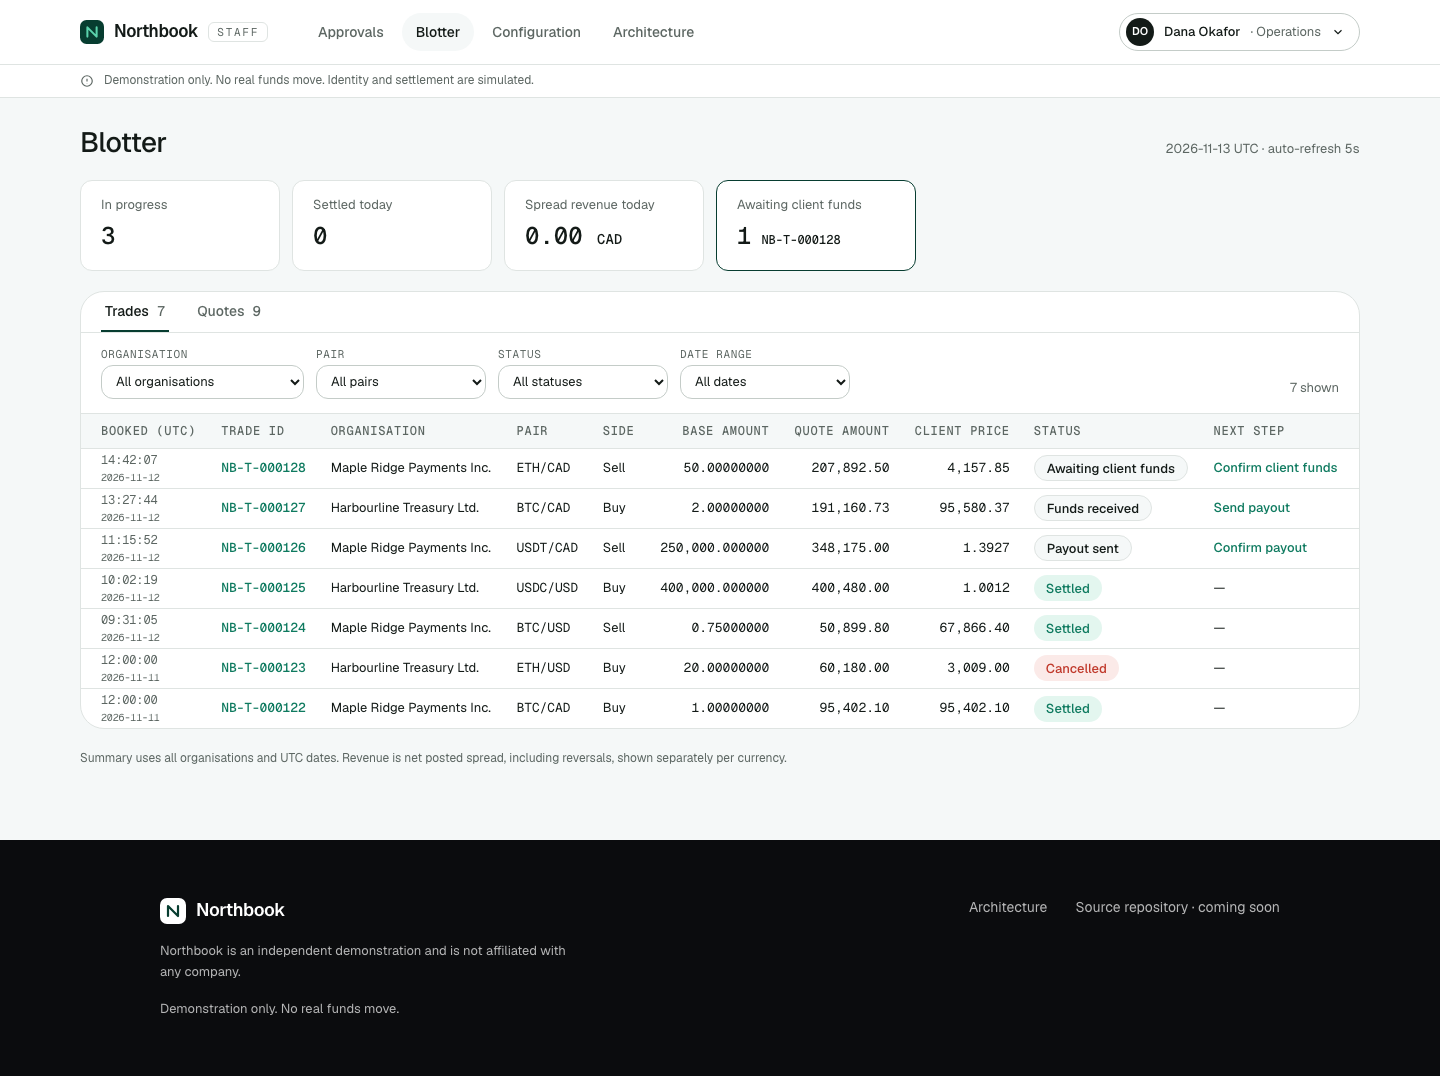 Northbook STAFF Approvals Blotter Configuration Architecture DO Dana Okafor · Operations
Demonstration only. No real funds move. Identity and settlement are simulated.
Blotter
2026-11-13 UTC · auto-refresh 5s
In progress Settled today Spread revenue today Awaiting client funds
3 0 0.00 CAD 1 NB-T-000128
Trades 7 Quotes 9
ORGANISATION PAIR STATUS DATE RANGE
All organisations All pairs All statuses All dates 7 shown
BOOKED (UTC) TRADE ID ORGANISATION PAIR SIDE BASE AMOUNT QUOTE AMOUNT CLIENT PRICE STATUS NEXT STEP
14:42:07
2026-11-12 NB-T-000128 Maple Ridge Payments Inc. ETH/CAD Sell 50.00000000 207,892.50 4,157.85 Awaiting client funds Confirm client funds
13:27:44
2026-11-12 NB-T-000127 Harbourline Treasury Ltd. BTC/CAD Buy 2.00000000 191,160.73 95,580.37 Funds received Send payout
11:15:52
2026-11-12 NB-T-000126 Maple Ridge Payments Inc. USDT/CAD Sell 250,000.000000 348,175.00 1.3927 Payout sent Confirm payout
10:02:19
2026-11-12 NB-T-000125 Harbourline Treasury Ltd. USDC/USD Buy 400,000.000000 400,480.00 1.0012 Settled —
09:31:05
2026-11-12 NB-T-000124 Maple Ridge Payments Inc. BTC/USD Sell 0.75000000 50,899.80 67,866.40 Settled —
12:00:00
2026-11-11 NB-T-000123 Harbourline Treasury Ltd. ETH/USD Buy 20.00000000 60,180.00 3,009.00 Cancelled —
12:00:00
2026-11-11 NB-T-000122 Maple Ridge Payments Inc. BTC/CAD Buy 1.00000000 95,402.10 95,402.10 Settled —
Summary uses all organisations and UTC dates. Revenue is net posted spread, including reversals, shown separately per currency.
Northbook Architecture Source repository · coming soon
Northbook is an independent demonstration and is not affiliated with
any company.
Demonstration only. No real funds move.